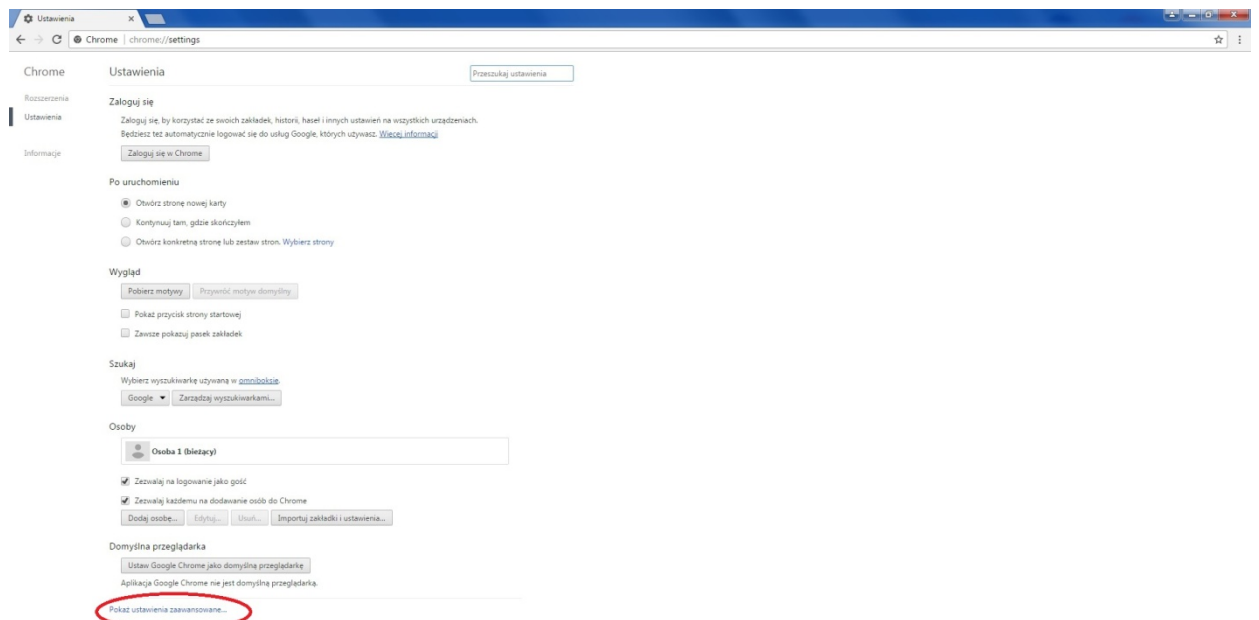 Ustawienia
Chrome | chrome://settings
Chrome
Ustawienia
Przeszukaj ustawienia
Rozszerzenia
Ustawienia
Informacje
Zaloguj się
Zaloguj się, by korzystać ze swoich zakładek, historii, haseł i innych ustawień na wszystkich urządzeniach.
Będziesz też automatycznie logować się do usług Google, których używasz. Więcej informacji
Zaloguj się w Chrome
Po uruchomieniu
Otwórz stronę nowej karty
Kontynuuj tam, gdzie skończyłem
Otwórz konkretną stronę lub zestaw stron. Wybierz strony
Wygląd
Pobierz motywy Przywróć motyw domyślny
Pokaż przycisk strony startowej
Zawsze pokazuj pasek zakładek
Szukaj
Wybierz wyszukiwarkę używaną w omniboksie.
Google Zarządzaj wyszukiwarkami...
Osoby
Osoba 1 (bieżący)
Zezwalaj na logowanie jako gość
Zezwalaj każdemu na dodawanie osób do Chrome
Dodaj osobę... Edytuj... Usuń... Importuj zakładki i ustawienia...
Domyślna przeglądarka
Ustaw Google Chrome jako domyślną przeglądarkę
Aplikacja Google Chrome nie jest domyślną przeglądarką.
Pokaż ustawienia zaawansowane...